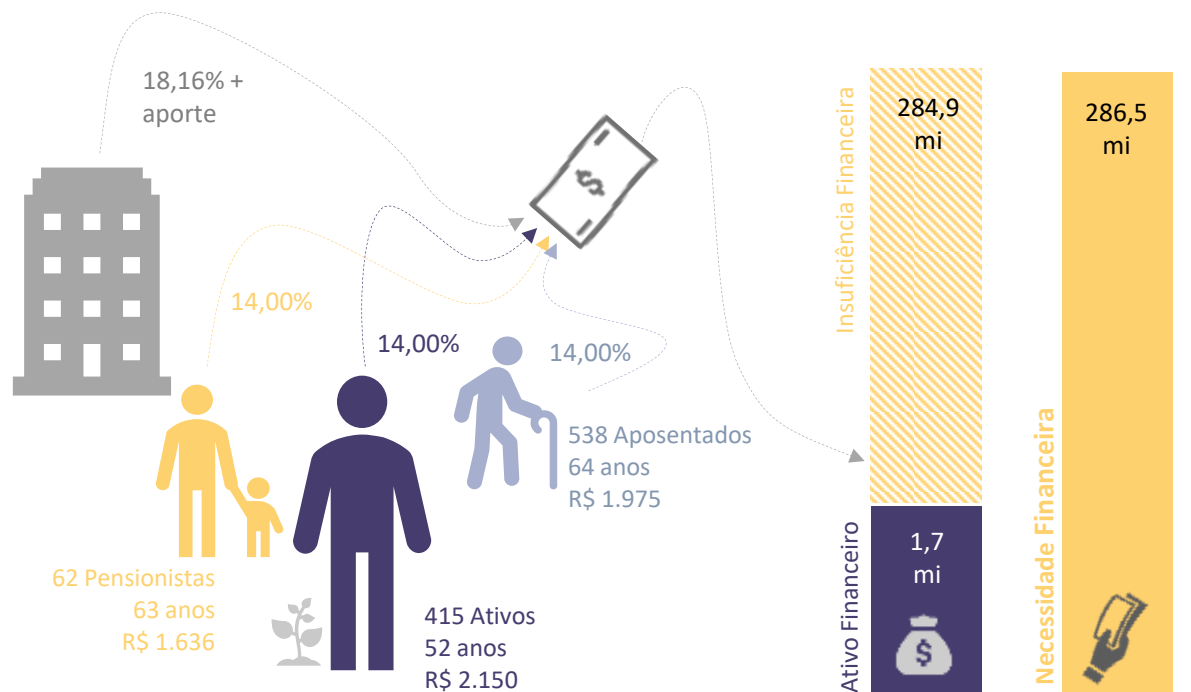 18,16% +
aporte
14,00%
14,00%
14,00%
62 Pensionistas
63 anos
R$ 1.636
415 Ativos
52 anos
R$ 2.150
538 Aposentados
64 anos
R$ 1.975
$
Insuficiência Financeira
284,9
mi
Ativo Financeiro
1,7
mi
$
Necessidade Financeira
286,5
mi